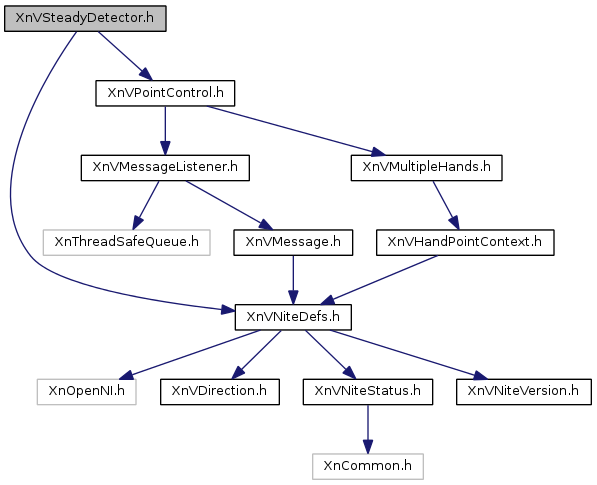 XnVSteadyDetector.h
XnVPointControl.h
XnVMessageListener.h
XnVMultipleHands.h
XnThreadSafeQueue.h
XnVMessage.h
XnVHandPointContext.h
XnVNiteDefs.h
XnOpenNI.h
XnVDirection.h
XnVNiteStatus.h
XnVNiteVersion.h
XnCommon.h